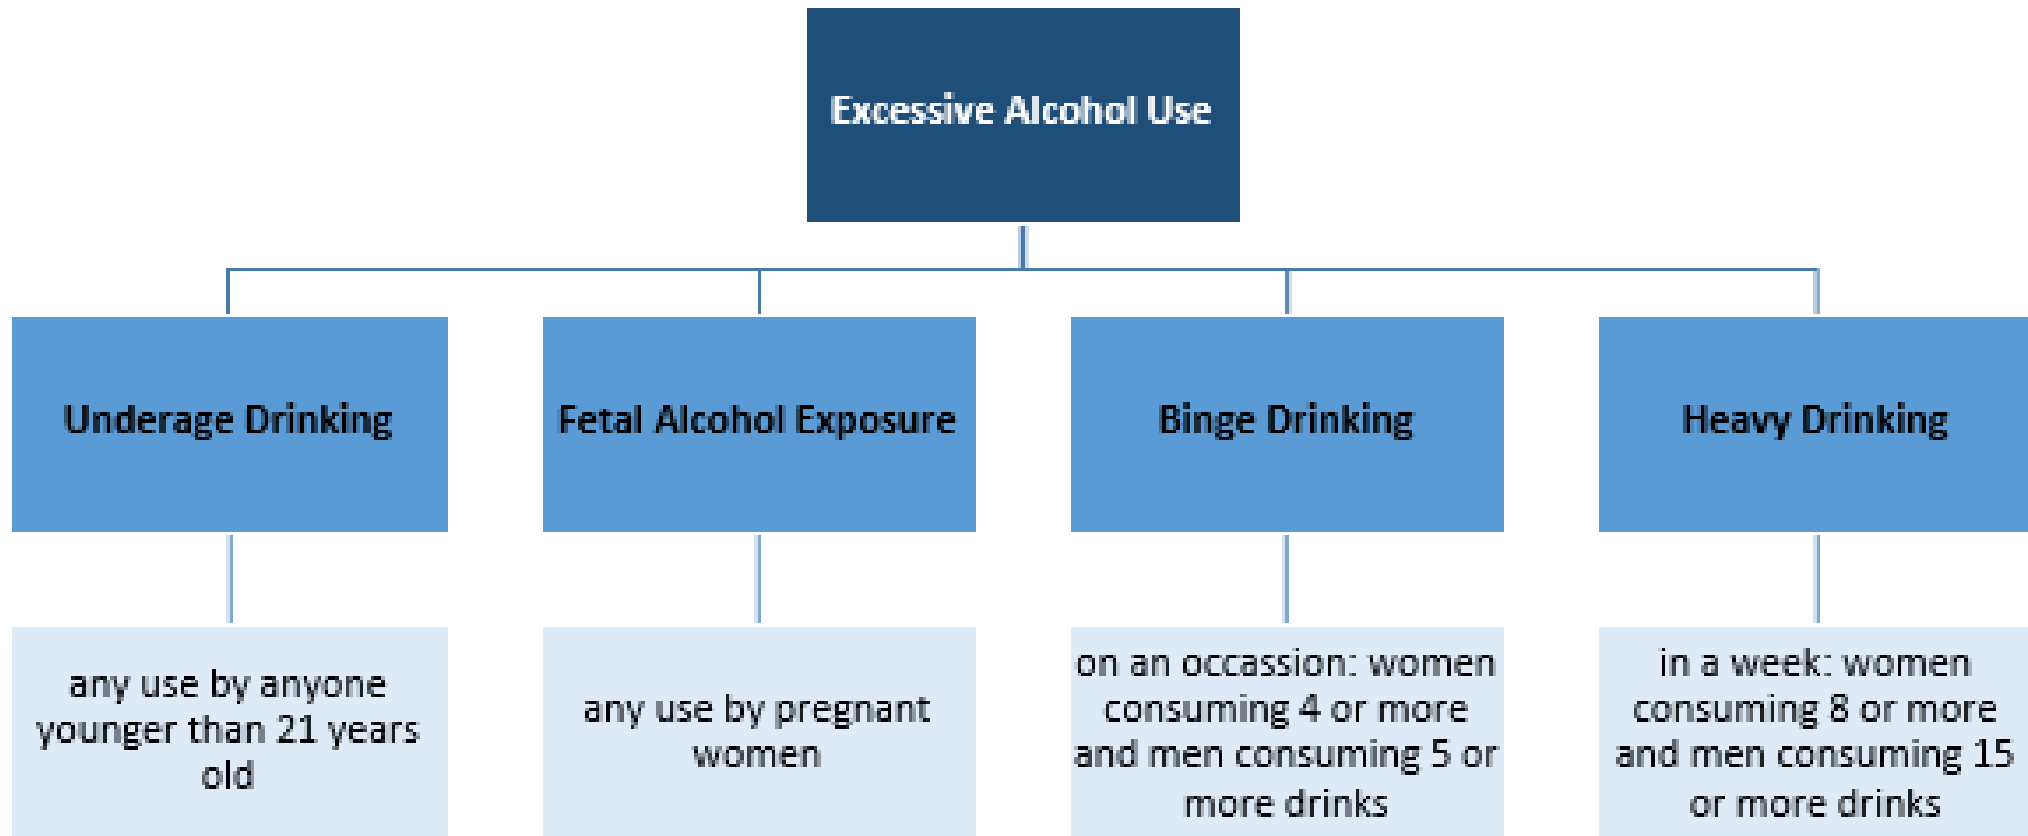 Excessive Alcohol Use
Underage Drinking
Fetal Alcohol Exposure
Binge Drinking
Heavy Drinking
any use by anyone
younger than 21 years
old
any use by pregnant
women
on an occassion: women
consuming 4 or more
and men consuming 5 or
more drinks
in a week: women
consuming 8 or more
and men consuming 15
or more drinks